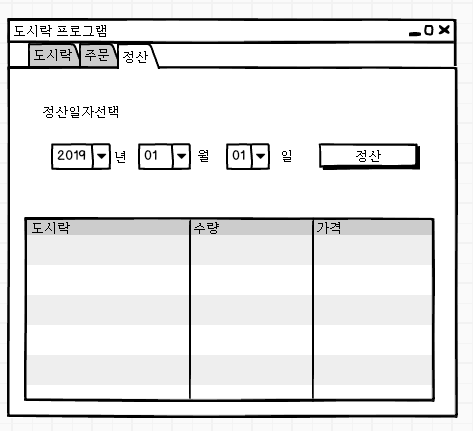 도시락 프로그램
도시락 주문 정산
정산일자선택
2019 년 01 월 01 일 정산
도시락 수량 가격